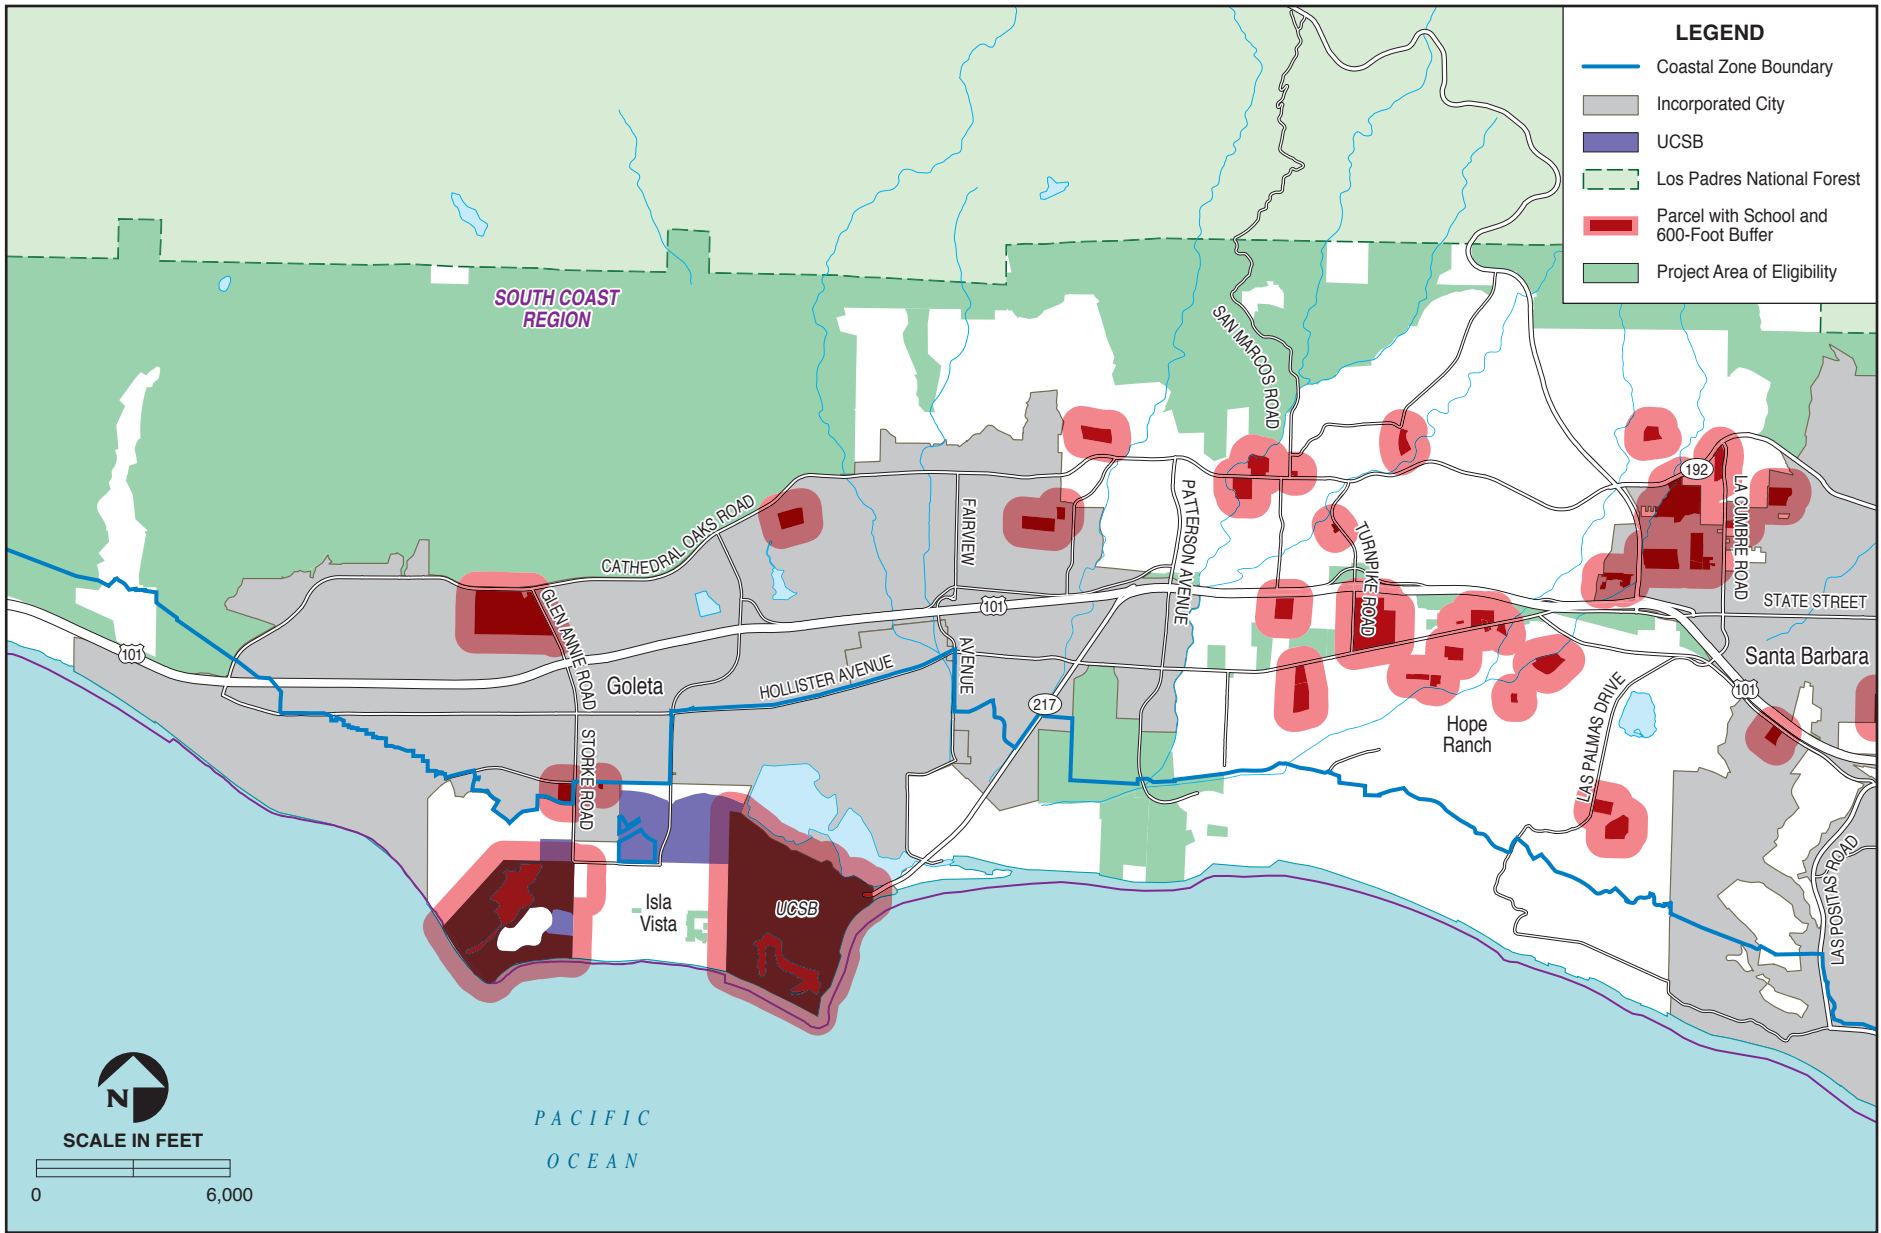 LEGEND
Coastal Zone Boundary
Incorporated City
UCSB
Los Padres National Forest
Parcel with School and
600-Foot Buffer
Project Area of Eligibility
SOUTH COAST
REGION
SAN MARCOS ROAD
192
CATHEDRAL OAKS ROAD
FAIRVIEW
AVENUE
PATTERSON AVENUE
TURNPIKE ROAD
LA CUMBRE ROAD
STATE STREET
101
101
101
GLEN ANNIE ROAD
Goleta
HOLLISTER AVENUE
217
Santa Barbara
Hope
Ranch
LAS PALMAS DRIVE
STORKE ROAD
LAS POSITAS ROAD
Isla
Vista
UCSB
N
SCALE IN FEET
0
6,000
PACIFIC
OCEAN